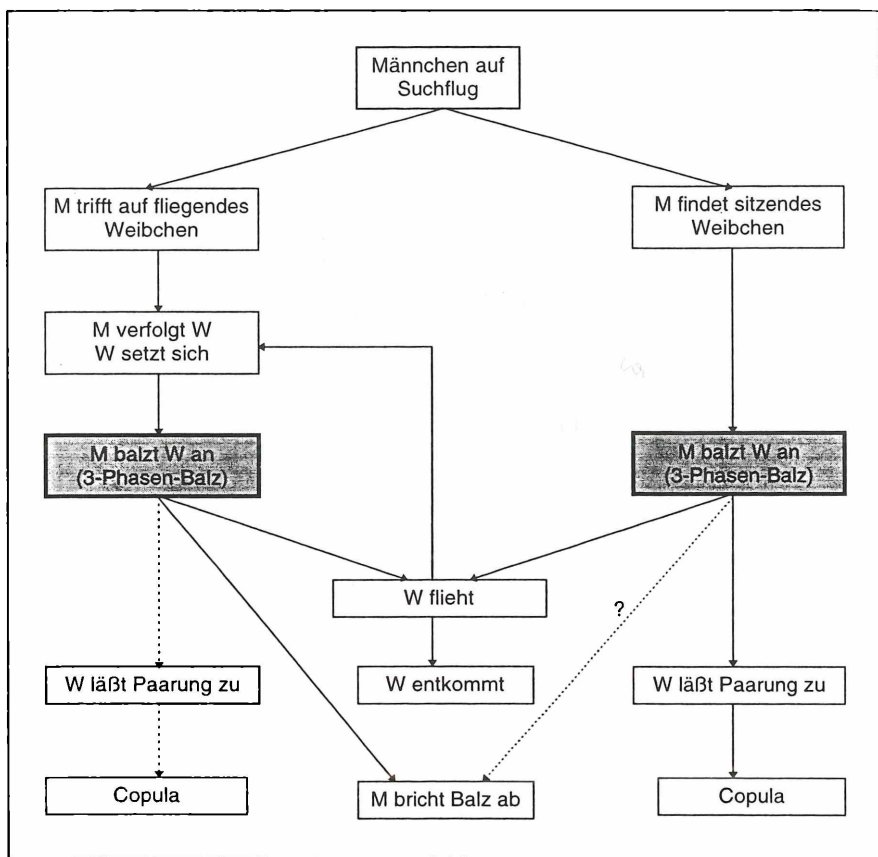 Männchen auf
Suchflug
M trifft auf fliegendes
Weibchen
M findet sitzendes
Weibchen
M verfolgt W
W setzt sich
M balzt W an
(3-Phasen-Balz)
M balzt W an
(3-Phasen-Balz)
W flieht
?
W läßt Paarung zu
W entkommt
W läßt Paarung zu
Copula
M bricht Balz ab
Copula